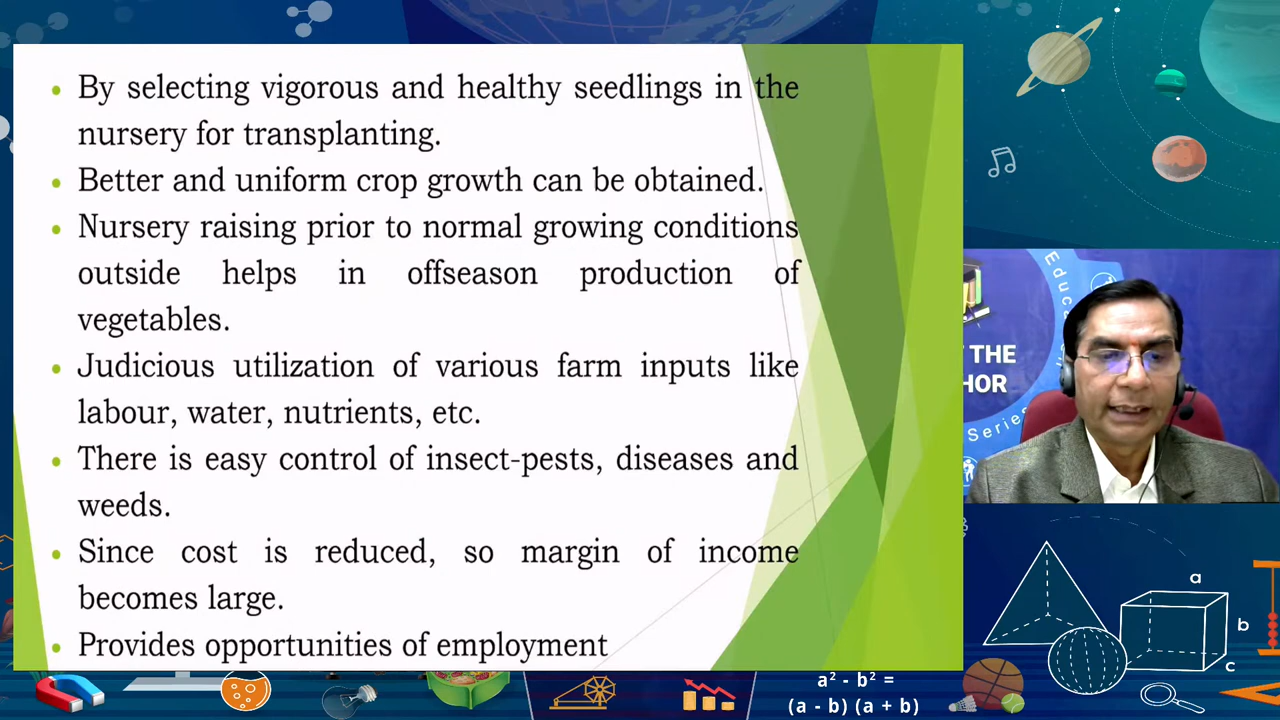 • By selecting vigorous and healthy seedlings in the
nursery for transplanting.
• Better and uniform crop growth can be obtained.
• Nursery raising prior to normal growing conditions
outside helps in offseason production of
vegetables.
• Judicious utilization of various farm inputs like
labour, water, nutrients, etc.
• There is easy control of insect-pests, diseases and
weeds.
• Since cost is reduced, so margin of income
becomes large.
• Provides opportunities of employment
Educa
THE
HOR
Series
a
b
c
a² - b² =
(a - b) (a + b)